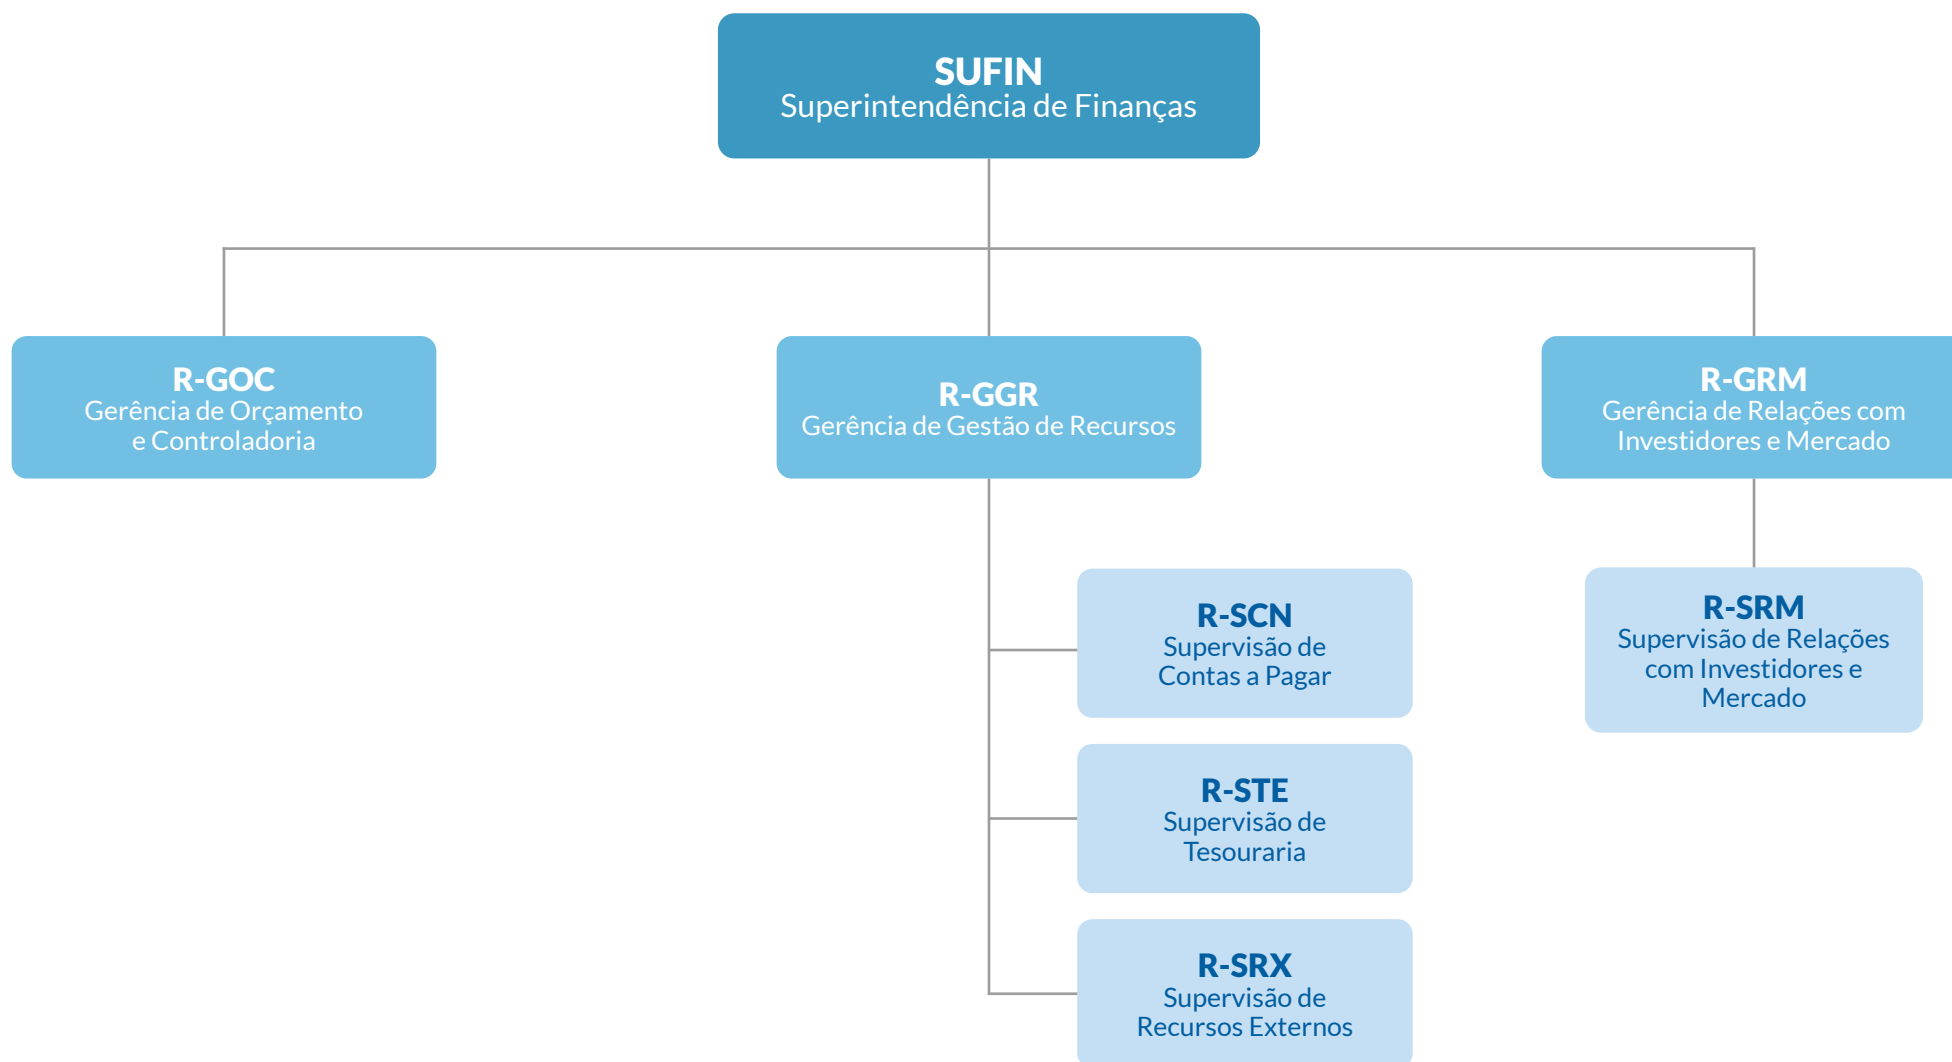 SUFIN
Superintendência de Finanças
R-GOC
Gerência de Orçamento
e Controladoria
R-GGR
Gerência de Gestão de Recursos
R-GRM
Gerência de Relações com
Investidores e Mercado
R-SCN
Supervisão de
Contas a Pagar
R-STE
Supervisão de
Tesouraria
R-SRX
Supervisão de
Recursos Externos
R-SRM
Supervisão de Relações
com Investidores e
Mercado